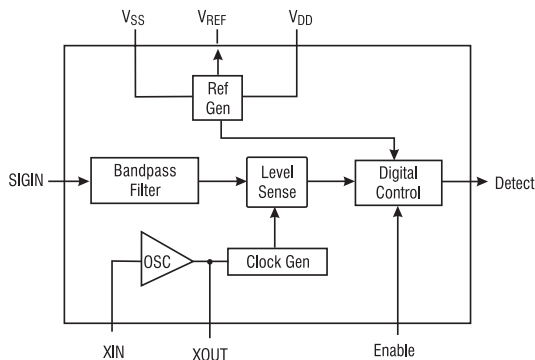 VSS
VREF
VDD
Ref
Gen
SIGIN
Bandpass
Filter
Level
Sense
Digital
Control
Detect
OSC
Clock Gen
XIN
XOUT
Enable